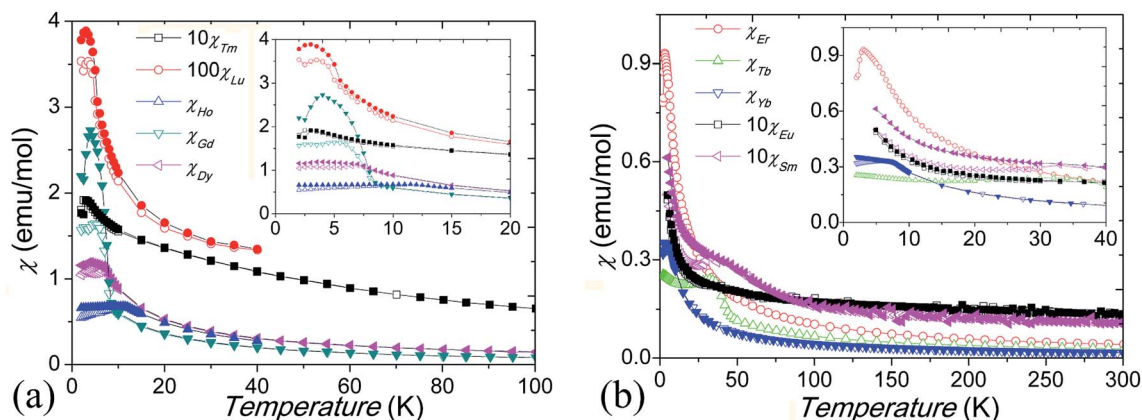 (a)
χ (emu/mol)
4
3
2
1
0
0 20 40 60 80 100
Temperature (K)
10χTm
100χLu
χHo
χGd
χDy
4
3
2
1
0
0 5 10 15 20
(b)
χ (emu/mol)
0.9
0.6
0.3
0.0
0 50 100 150 200 250 300
Temperature (K)
χEr
χTb
χYb
10χEu
10χSm
0.9
0.6
0.3
0.0
0 10 20 30 40